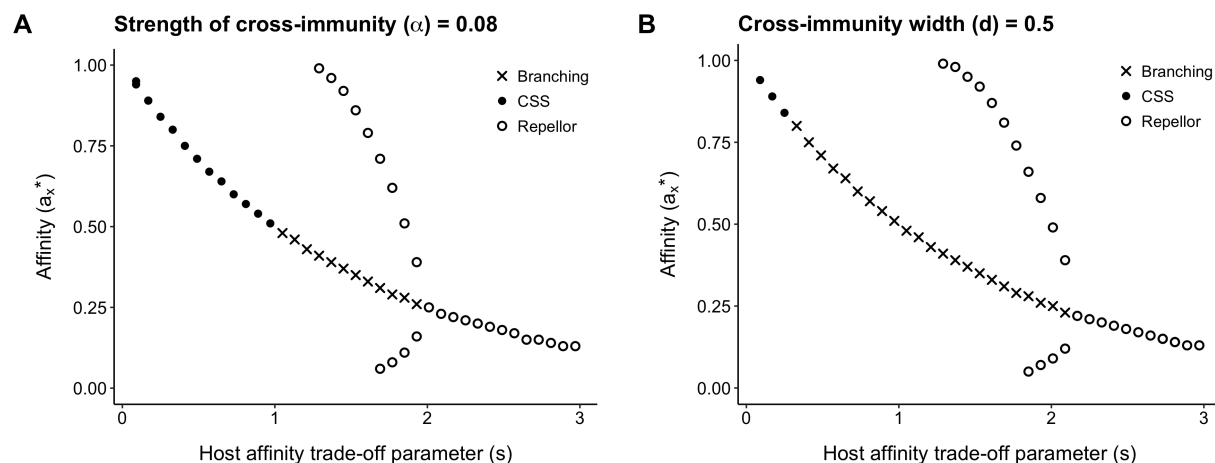 A
Strength of cross-immunity (α) = 0.08
Branching
CSS
Repellor
1.00
0.75
0.50
0.25
0.00
Affinity (aₓ*)
0
1
2
3
Host affinity trade-off parameter (s)
B
Cross-immunity width (d) = 0.5
Branching
CSS
Repellor
1.00
0.75
0.50
0.25
0.00
Affinity (aₓ*)
0
1
2
3
Host affinity trade-off parameter (s)